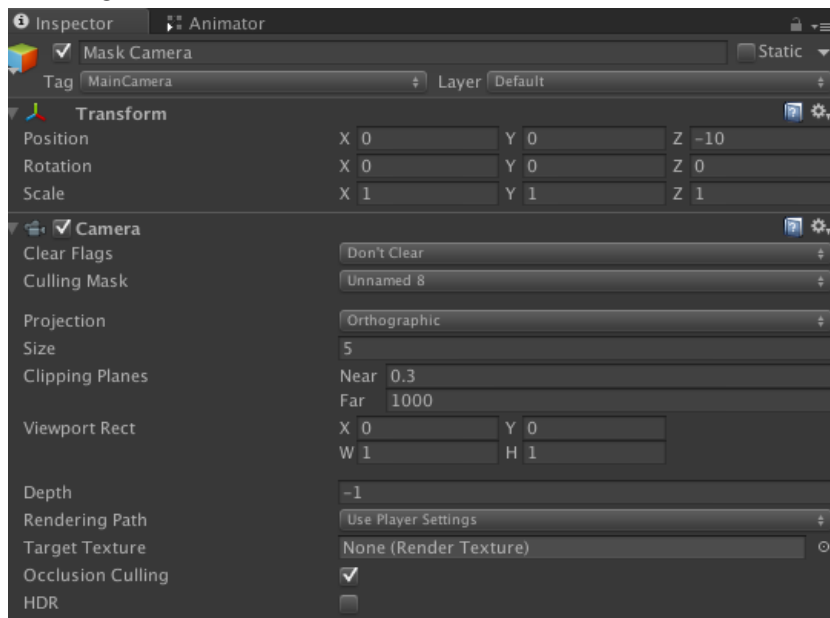 Inspector Animator
Mask Camera Static
Tag MainCamera Layer Default
Transform
Position X 0 Y 0 Z -10
Rotation X 0 Y 0 Z 0
Scale X 1 Y 1 Z 1
Camera
Clear Flags Don't Clear
Culling Mask Unnamed 8
Projection Orthographic
Size 5
Clipping Planes Near 0.3
Far 1000
Viewport Rect X 0 Y 0
W 1 H 1
Depth -1
Rendering Path Use Player Settings
Target Texture None (Render Texture)
Occlusion Culling
HDR